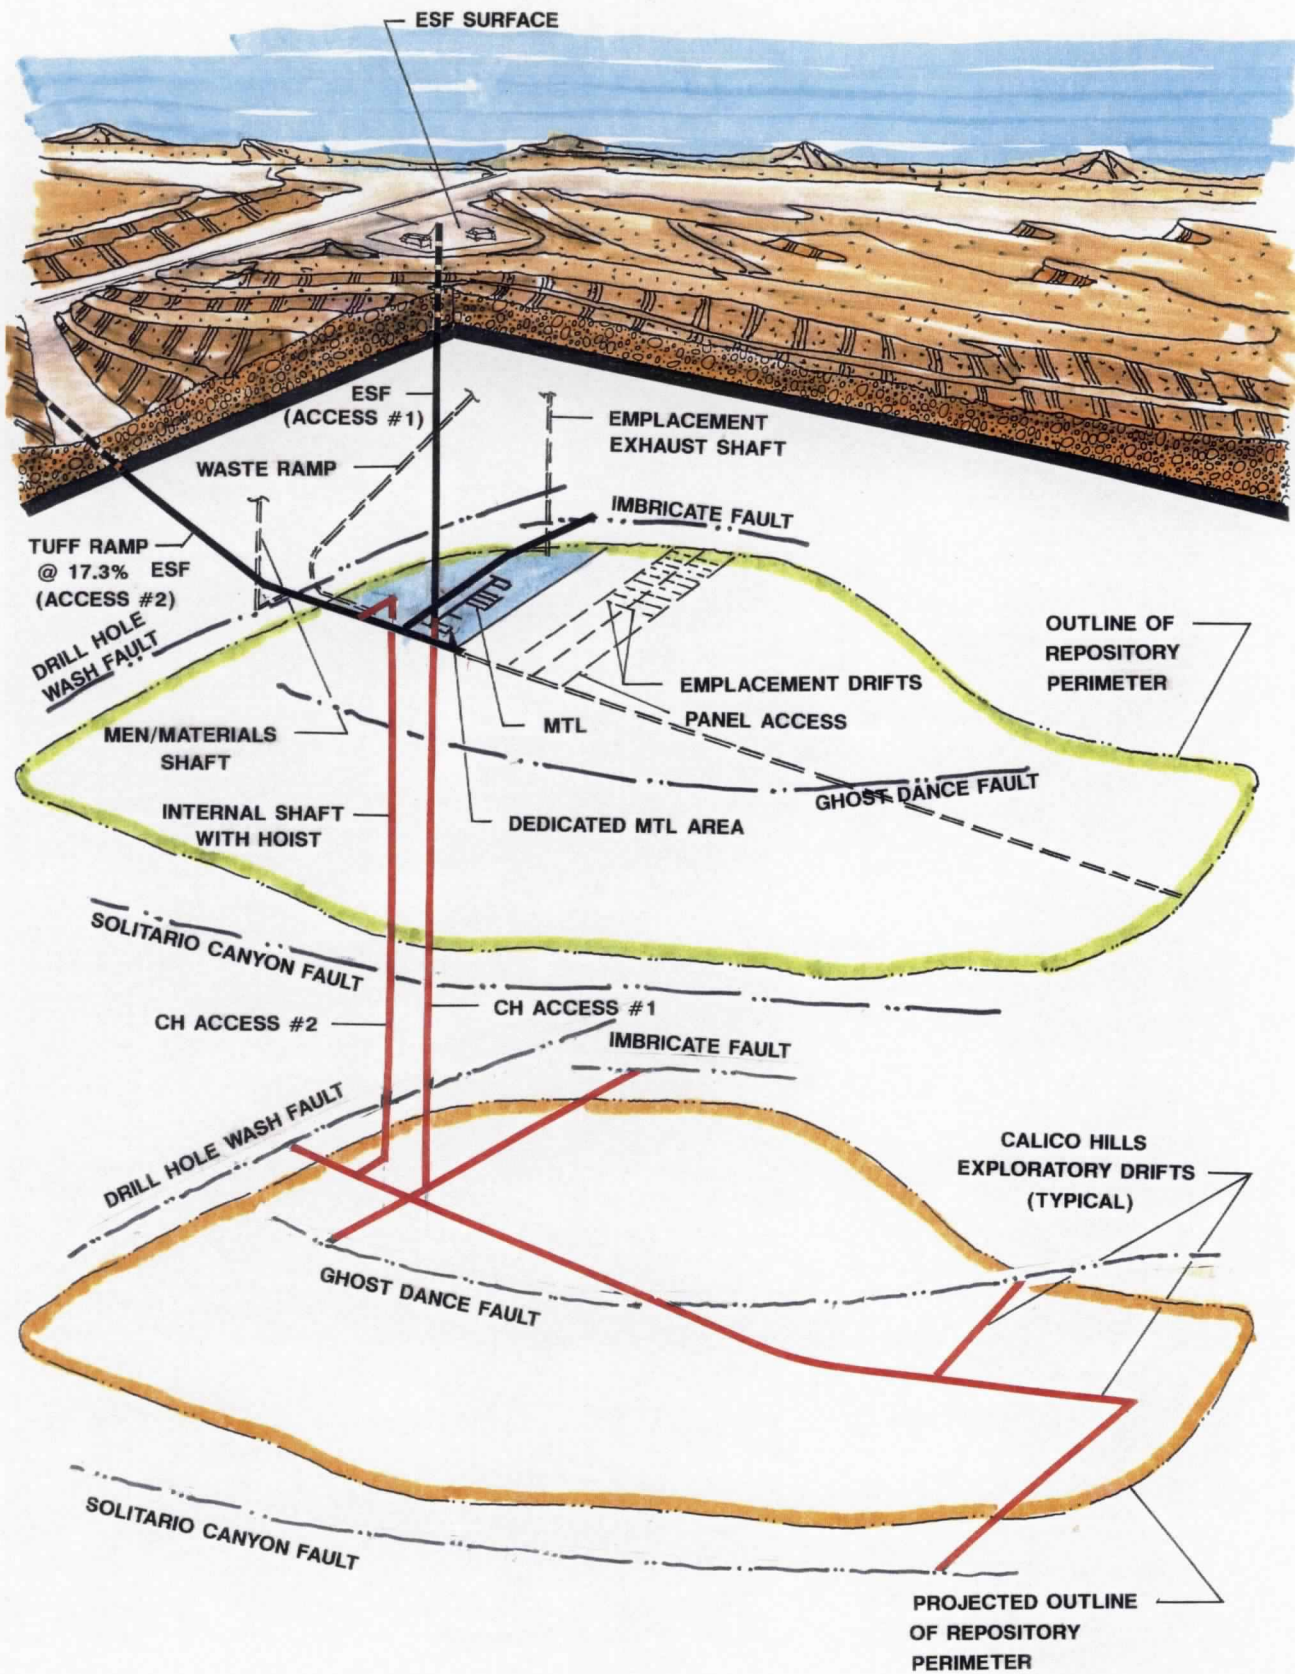 ESF SURFACE
ESF
(ACCESS #1)
EMPLACEMENT
EXHAUST SHAFT
WASTE RAMP
IMBRICATE FAULT
TUFF RAMP
@ 17.3% ESF
(ACCESS #2)
DRILL HOLE
WASH FAULT
OUTLINE OF
REPOSITORY
PERIMETER
EMPLACEMENT DRIFTS
PANEL ACCESS
MTL
MEN/MATERIALS
SHAFT
GHOST DANCE FAULT
INTERNAL SHAFT
WITH HOIST
DEDICATED MTL AREA
SOLITARIO CANYON FAULT
CH ACCESS #1
CH ACCESS #2
IMBRICATE FAULT
DRILL HOLE WASH FAULT
CALICO HILLS
EXPLORATORY DRIFTS
(TYPICAL)
GHOST DANCE FAULT
SOLITARIO CANYON FAULT
PROJECTED OUTLINE
OF REPOSITORY
PERIMETER